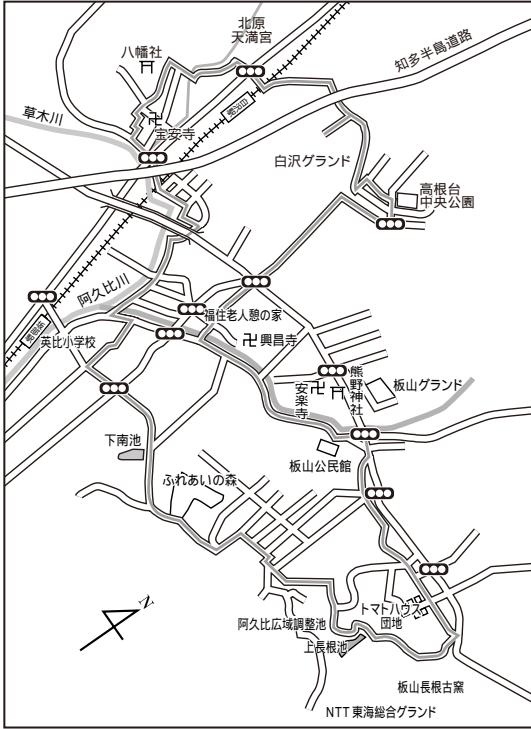 北原
天満宮
八幡社
知多半島道路
草木川
宝安寺
白沢
白沢グランド
高根台
中央公園
阿久比川
福住老人憩の家
英比小学校
興昌寺
熊野神社
安楽寺
板山グランド
下南池
板山公民館
ふれあいの森
トマトハウス
団地
阿久比広域調整池
上長根池
N
板山長根古窯
NTT東海総合グランド